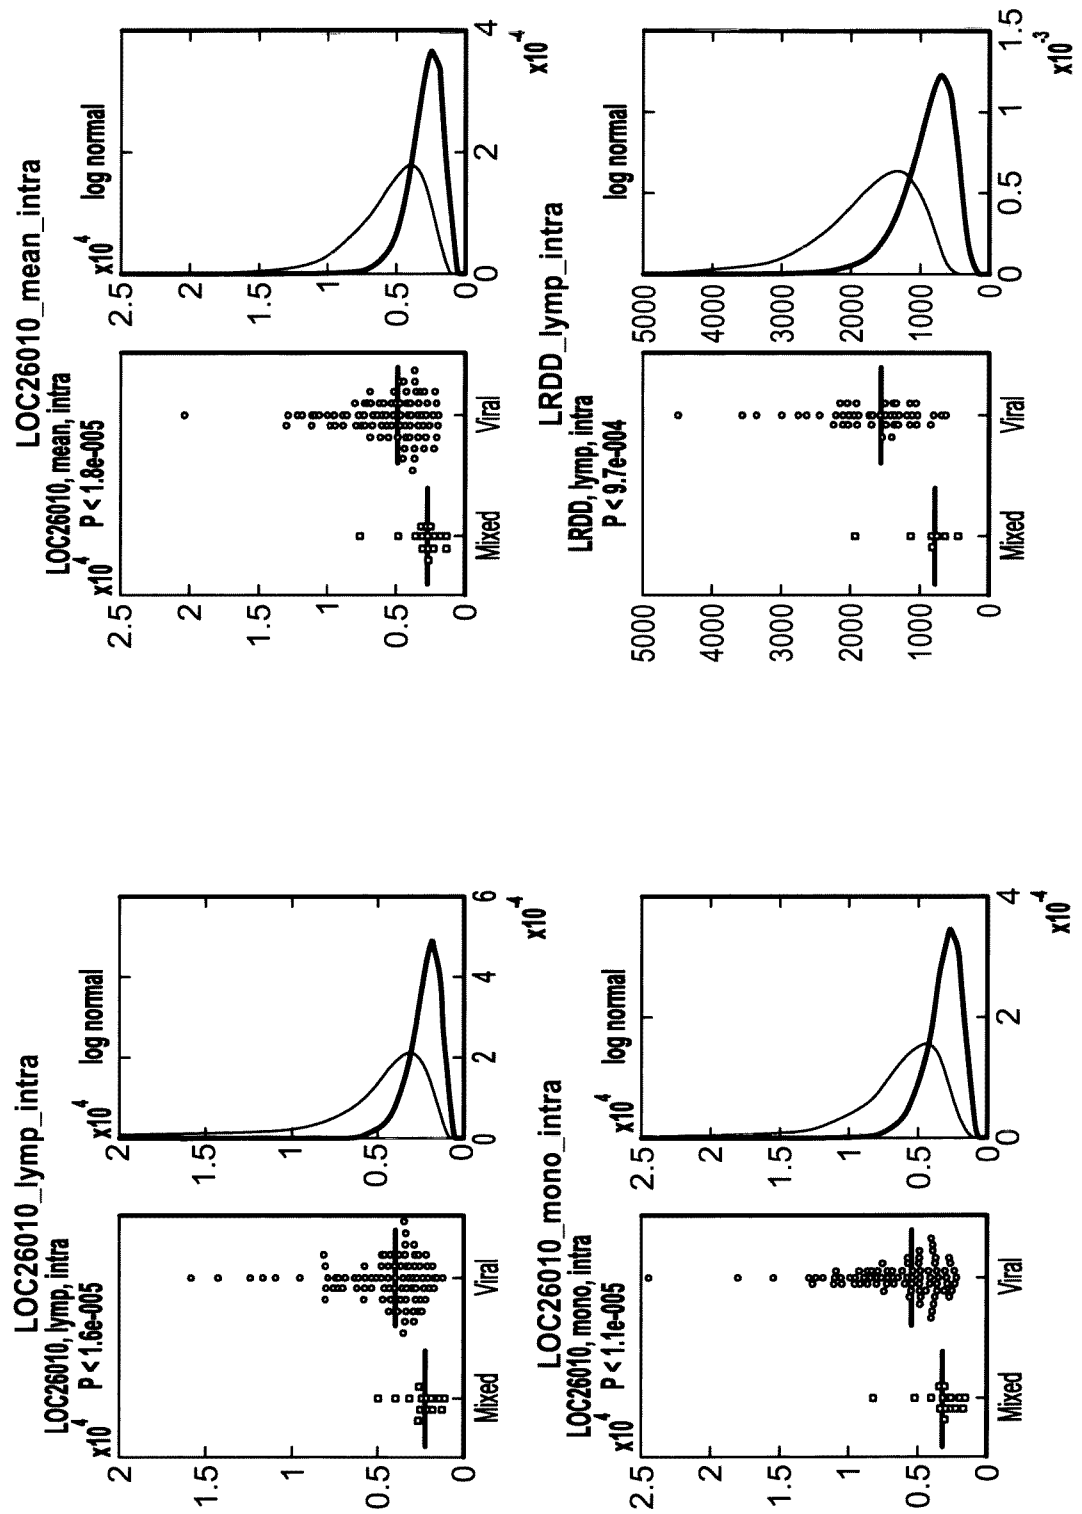 LOC26010_lymp_intra
LOC26010, lymp, intra
x10^4 P < 1.6e-005
2
1.5
1
0.5
0
Mixed Viral
x10^4 log normal
2
1.5
1
0.5
0
0 2 4 6
x10^-4
LOC26010_mean_intra
LOC26010, mean, intra
x10^4 P < 1.8e-005
2.5
2
1.5
1
0.5
0
Mixed Viral
x10^4 log normal
2.5
2
1.5
1
0.5
0
0 2 4
x10^-4
LOC26010_mono_intra
LOC26010, mono, intra
x10^4 P < 1.1e-005
2.5
2
1.5
1
0.5
0
Mixed Viral
x10^4 log normal
2.5
2
1.5
1
0.5
0
0 2 4
x10^-4
LRDD_lymp_intra
LRDD, lymp, intra
P < 9.7e-004
5000
4000
3000
2000
1000
0
Mixed Viral
log normal
5000
4000
3000
2000
1000
0
0 0.5 1 1.5
x10^-3